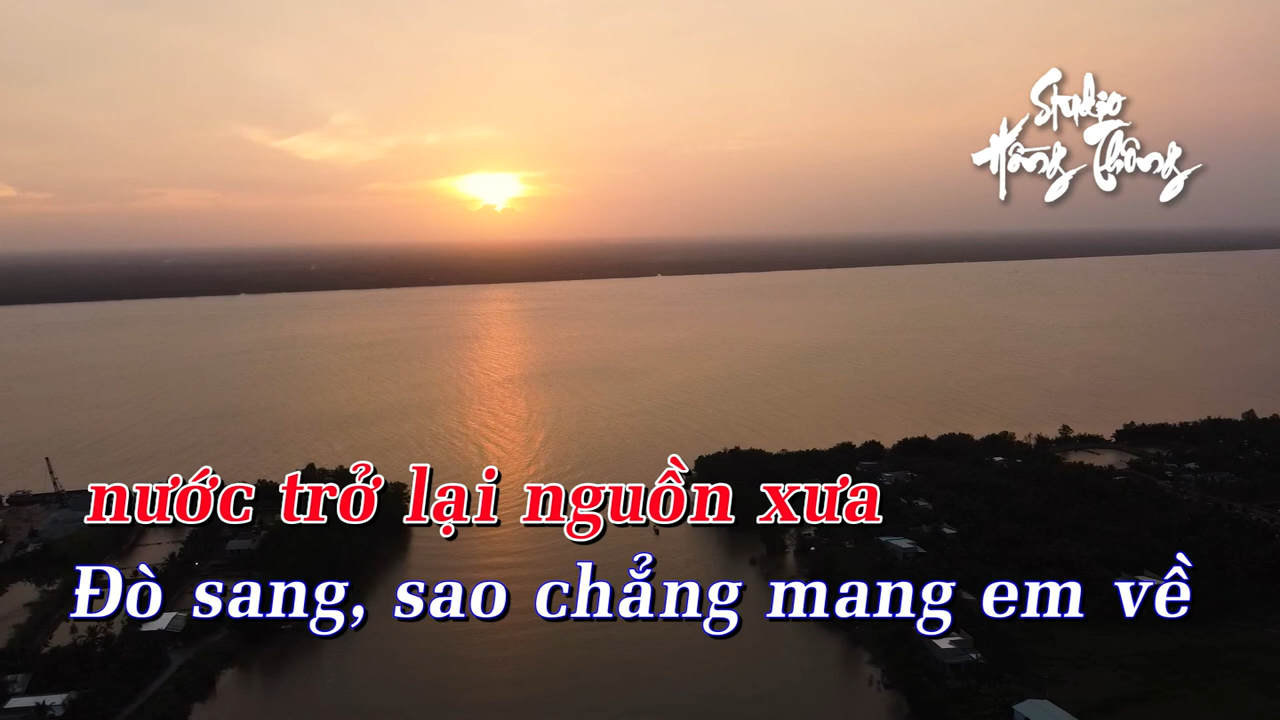 Studio
Hồng Thông
nước trở lại nguồn xưa
Đò sang, sao chẳng mang em về